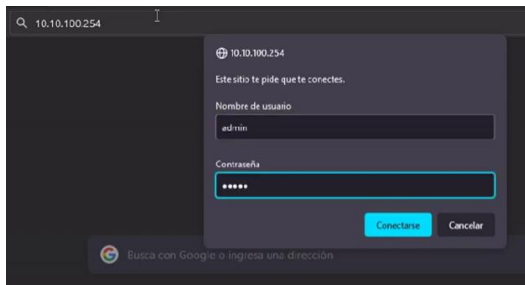 10.10.100.254
10.10.100.254
Este sitio te pide que te conectes.
Nombre de usuario
admin
Contraseña
•••••
Conectarse Cancelar
Busca con Google o ingresa una dirección